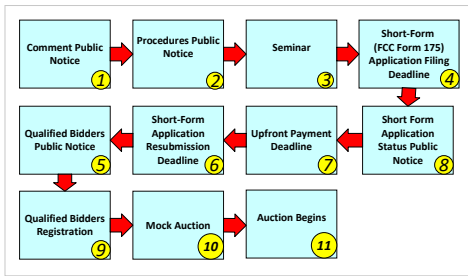 Comment Public
Notice
1
Procedures Public
Notice
2
Seminar
3
Short-Form
(FCC Form 175)
Application Filing
Deadline
4
Qualified Bidders
Public Notice
5
Short-Form
Application
Resubmission
Deadline
6
Upfront Payment
Deadline
7
Short Form
Application
Status Public
Notice
8
Qualified Bidders
Registration
9
Mock Auction
10
Auction Begins
11